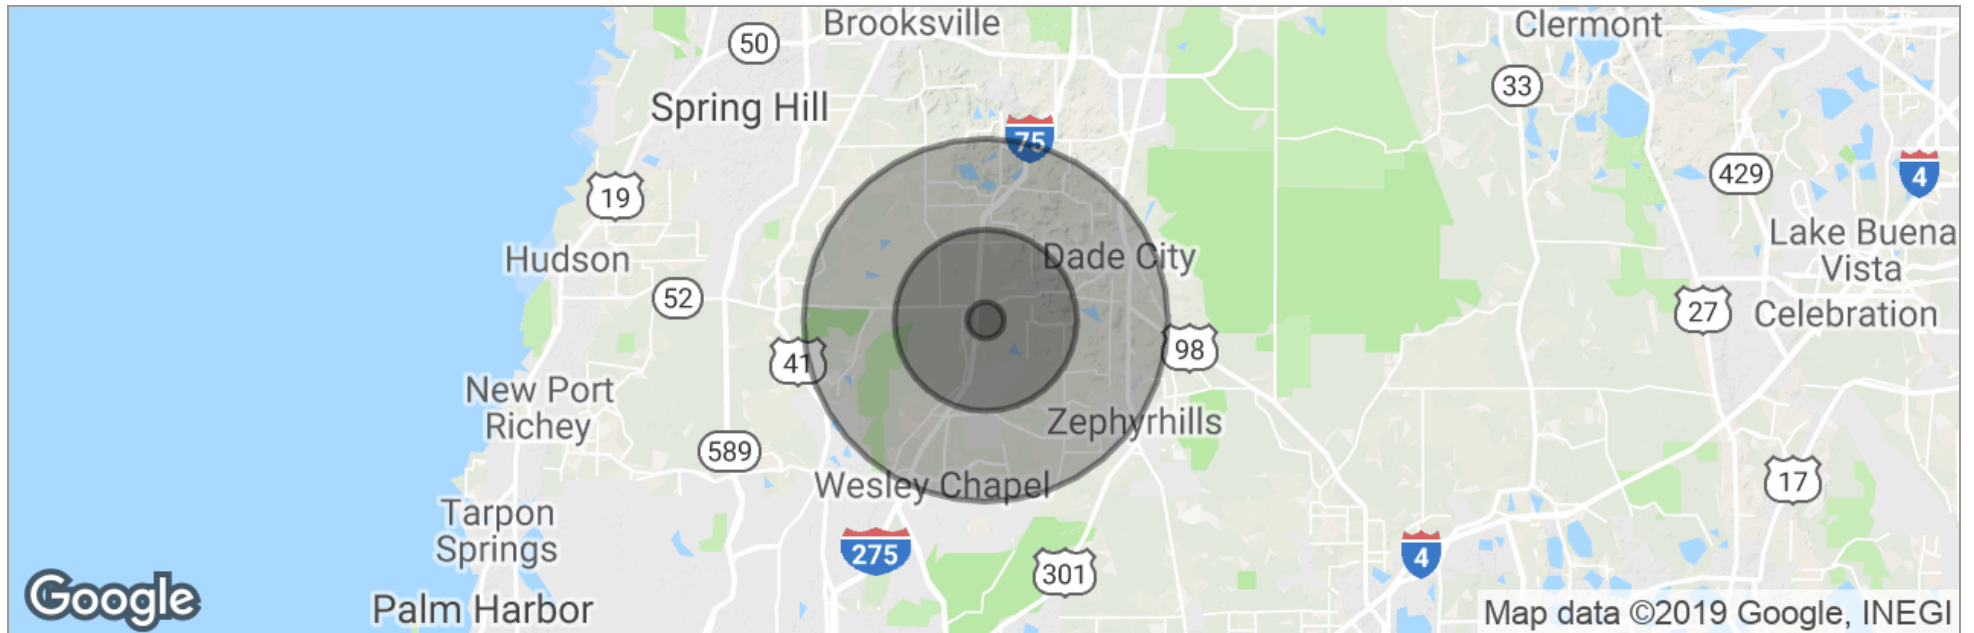 Brooksville
Clermont
50
33
Spring Hill
75
429
4
19
Lake Buena
Vista
Hudson
Dade City
52
27
Celebration
41
98
New Port
Richey
Zephyrhills
589
Wesley Chapel
17
Tarpon
Springs
275
4
301
Google
Palm Harbor
Map data ©2019 Google, INEGI